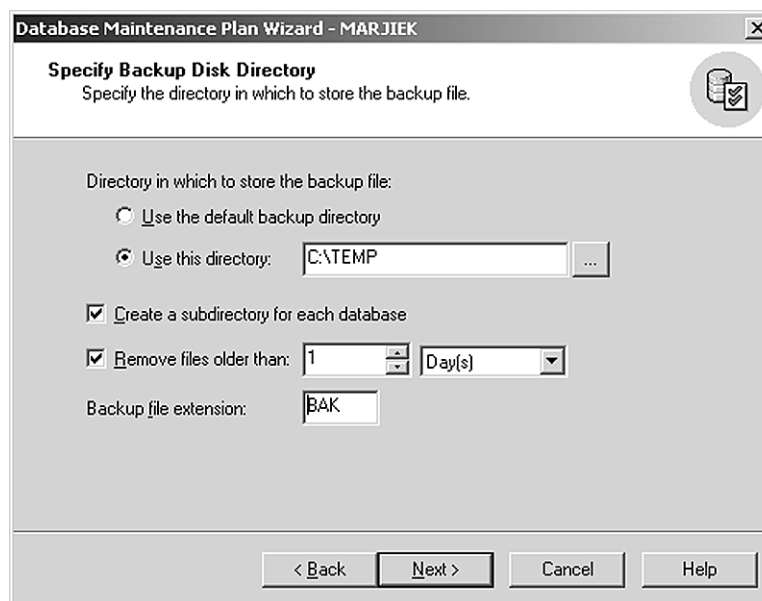 Database Maintenance Plan Wizard - MARJIEK
Specify Backup Disk Directory
Specify the directory in which to store the backup file.
Directory in which to store the backup file:
Use the default backup directory
Use this directory: C:\TEMP ...
Create a subdirectory for each database
Remove files older than: 1 Day(s)
Backup file extension: BAK
< Back Next > Cancel Help